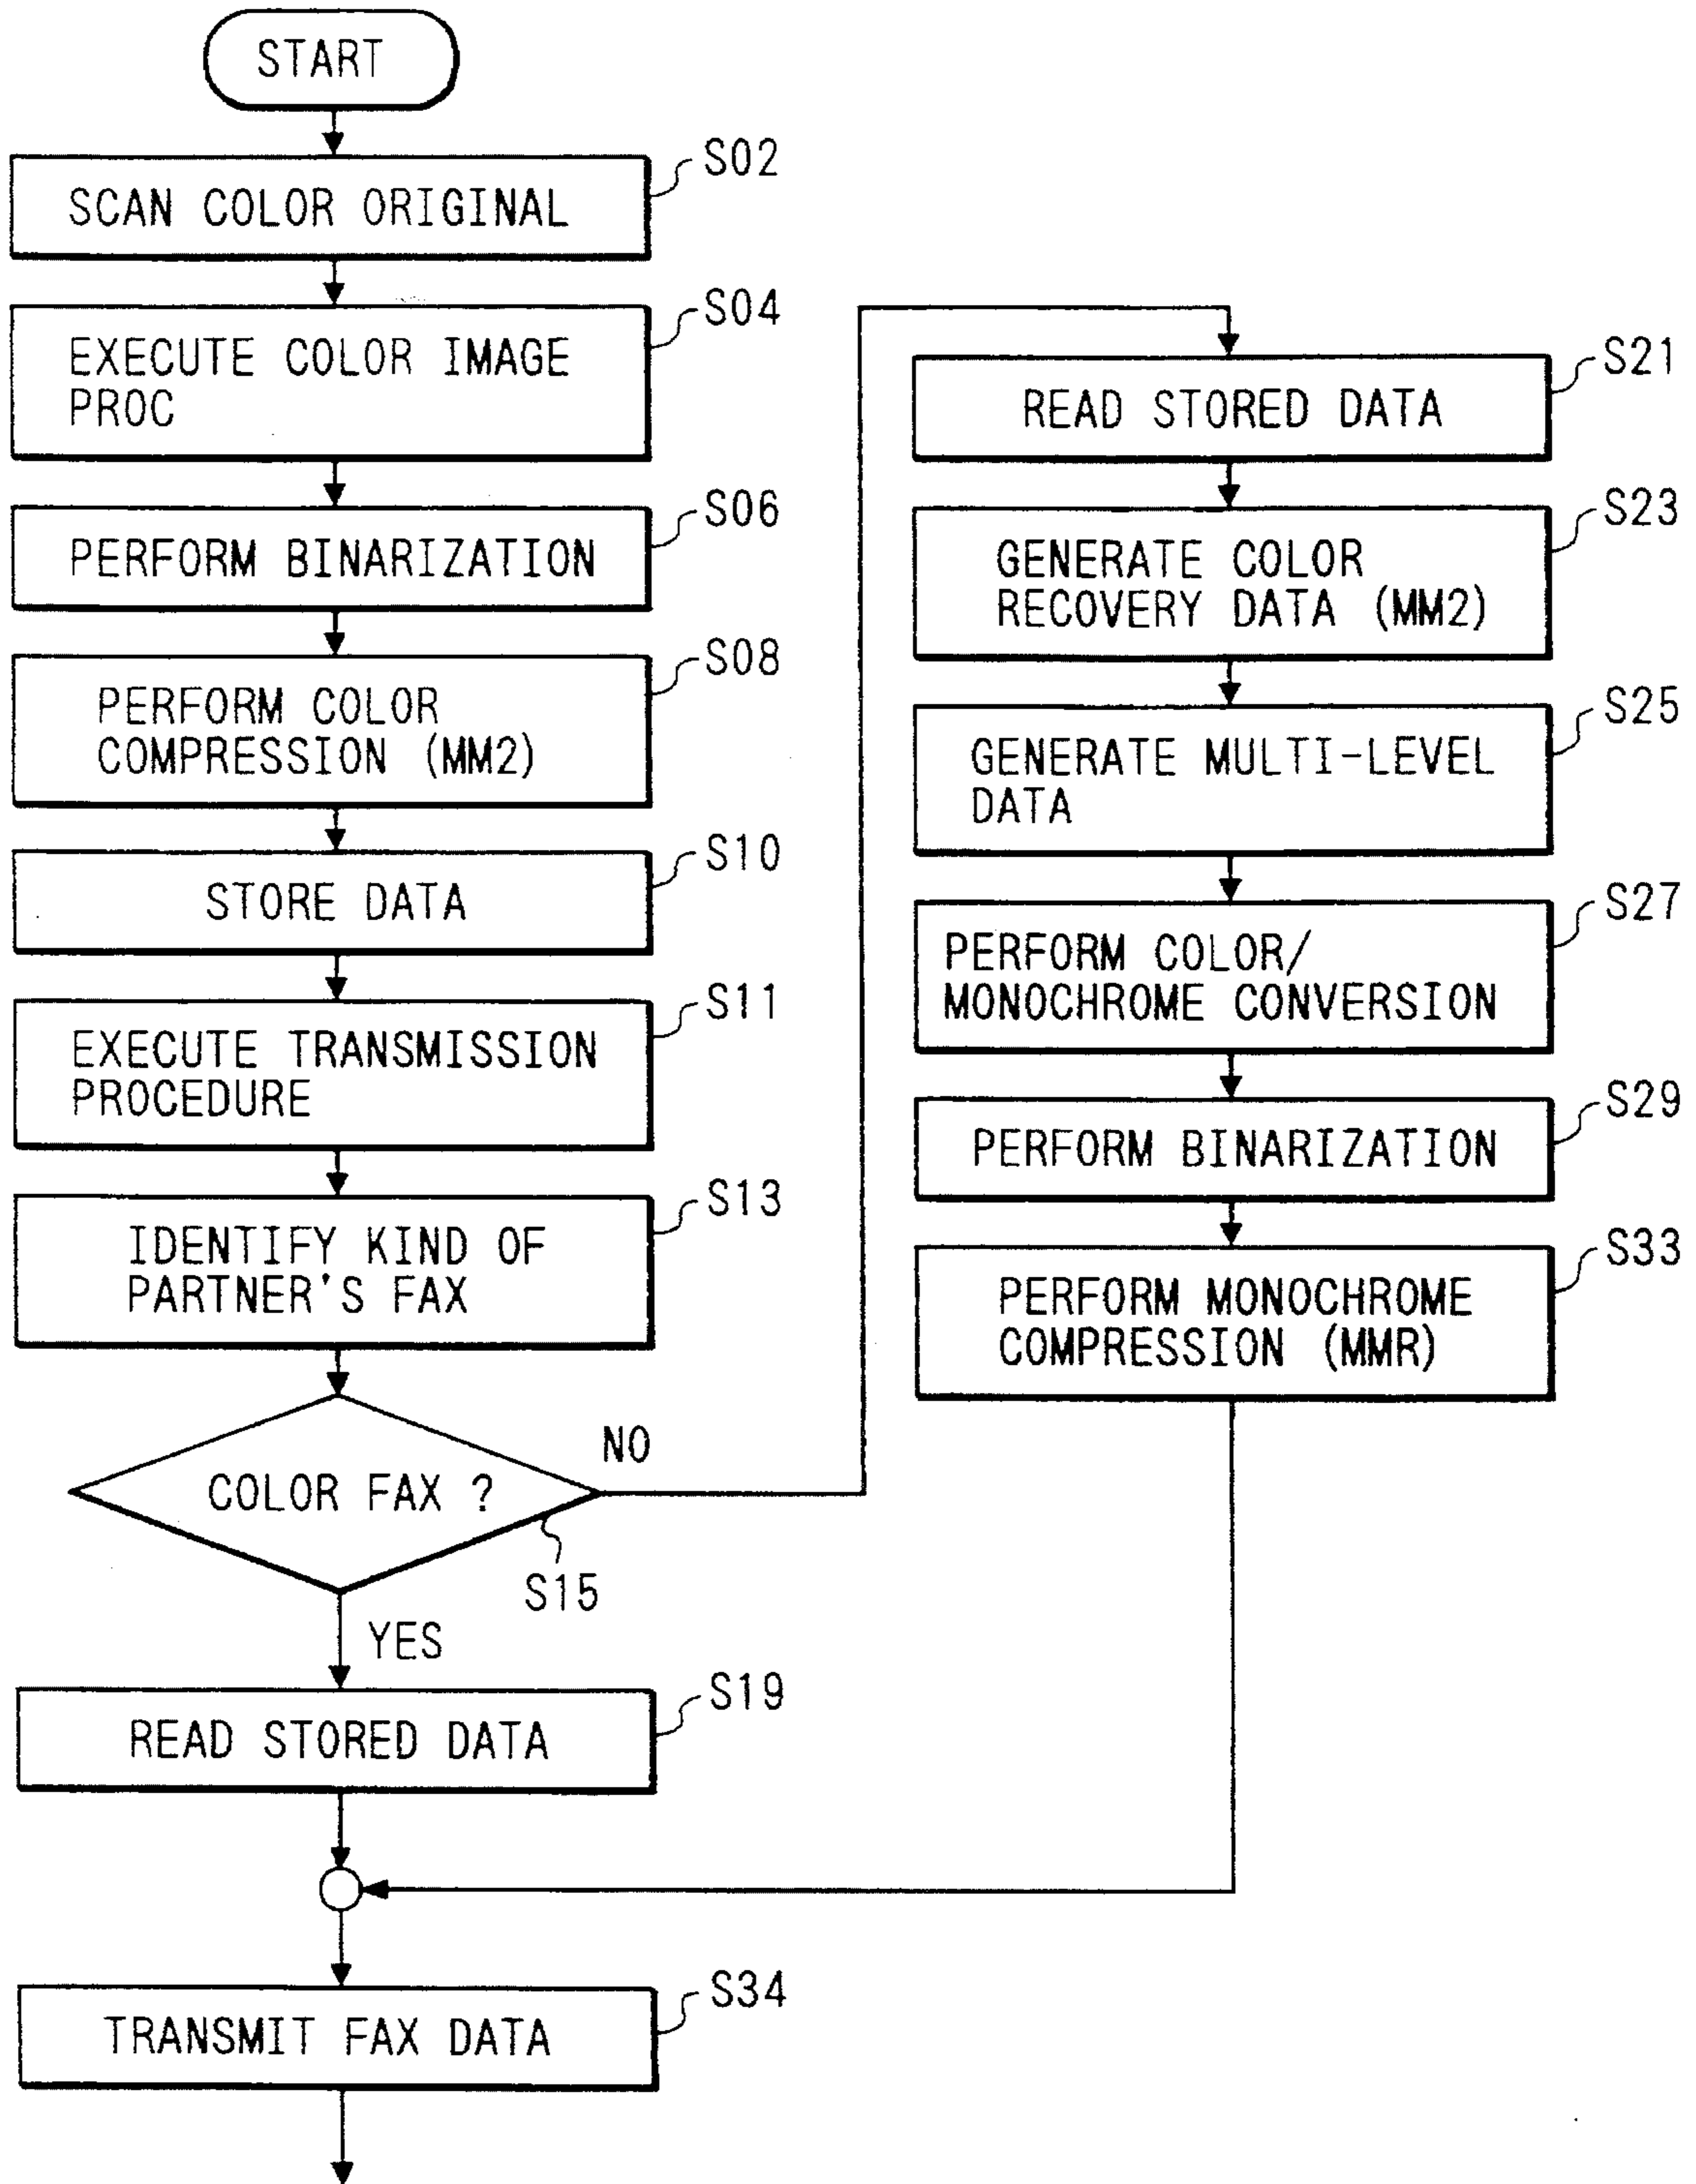 START
SCAN COLOR ORIGINAL
S02
EXECUTE COLOR IMAGE
PROC
S04
PERFORM BINARIZATION
S06
PERFORM COLOR
COMPRESSION (MM2)
S08
STORE DATA
S10
EXECUTE TRANSMISSION
PROCEDURE
S11
IDENTIFY KIND OF
PARTNER'S FAX
S13
COLOR FAX ?
S15
NO
YES
READ STORED DATA
S19
READ STORED DATA
S21
GENERATE COLOR
RECOVERY DATA (MM2)
S23
GENERATE MULTI-LEVEL
DATA
S25
PERFORM COLOR/
MONOCHROME CONVERSION
S27
PERFORM BINARIZATION
S29
PERFORM MONOCHROME
COMPRESSION (MMR)
S33
TRANSMIT FAX DATA
S34